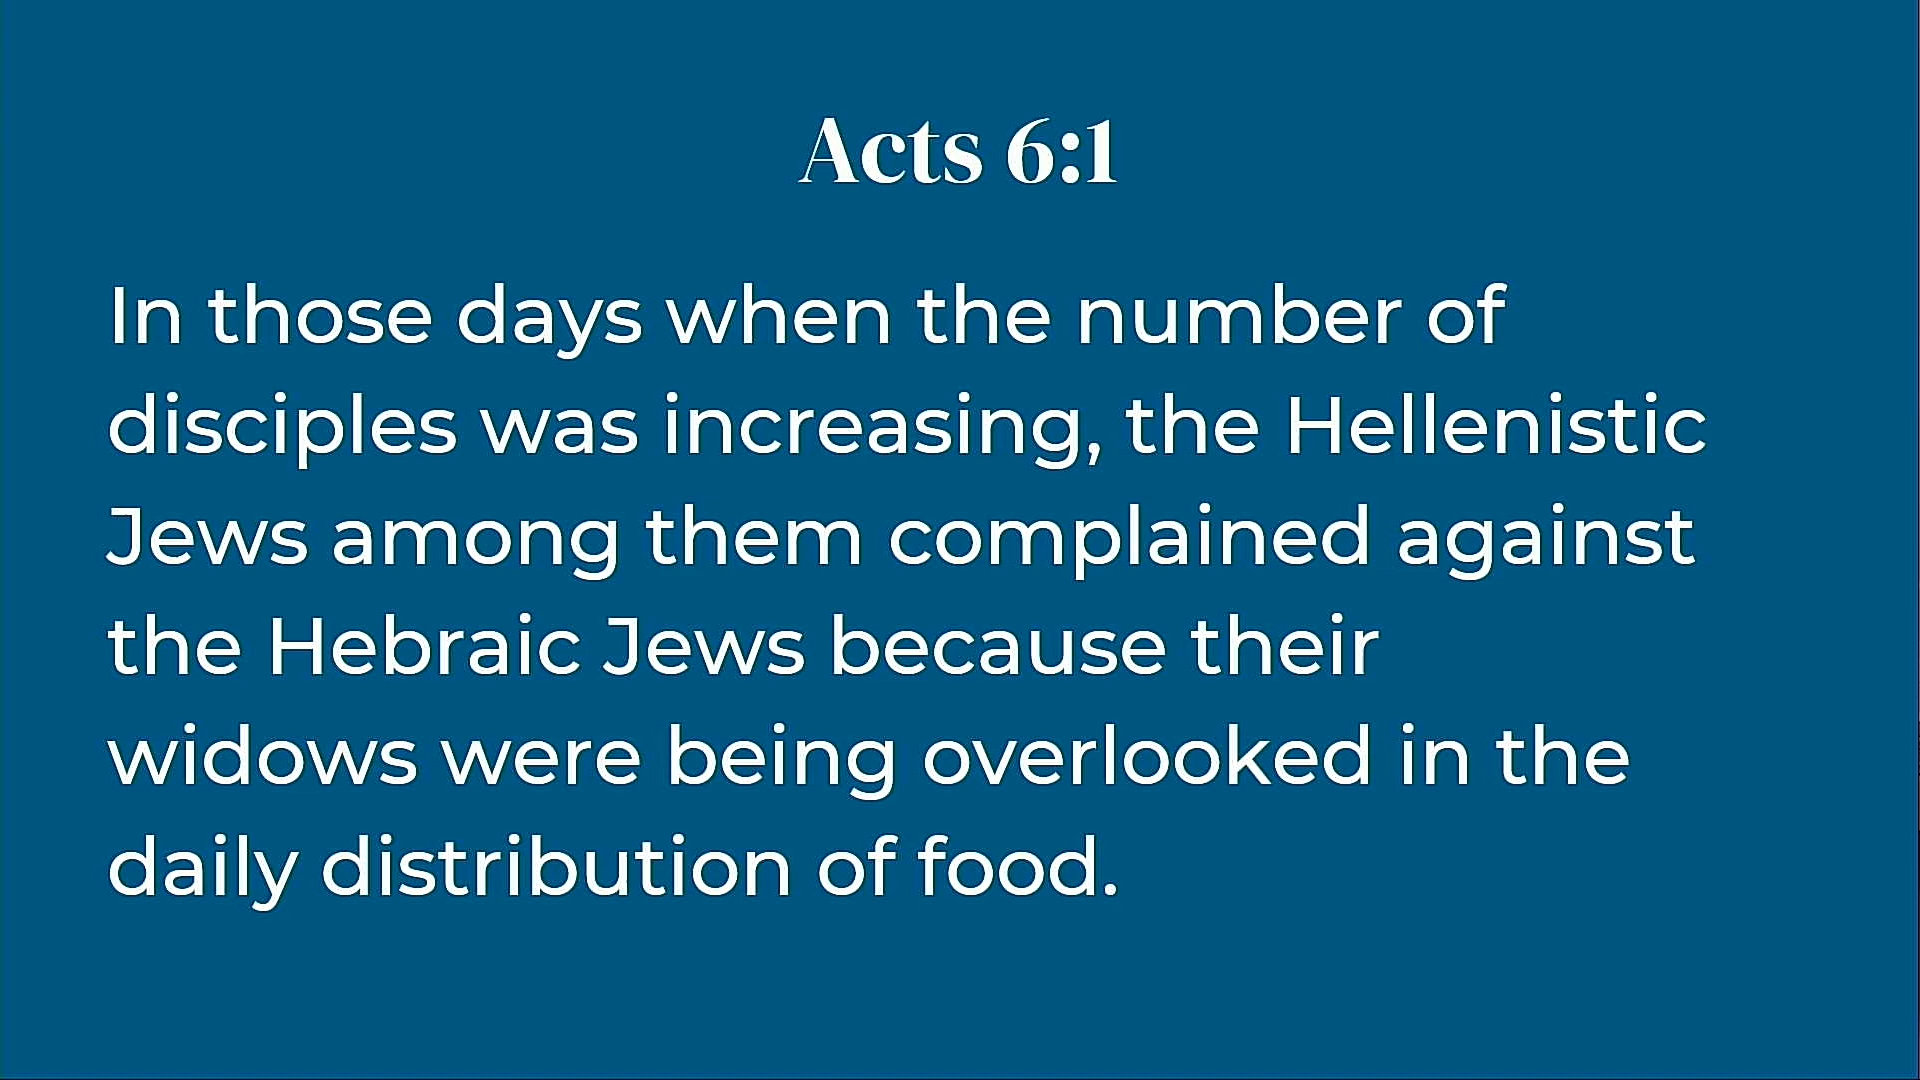 Acts 6:1
In those days when the number of
disciples was increasing, the Hellenistic
Jews among them complained against
the Hebraic Jews because their
widows were being overlooked in the
daily distribution of food.